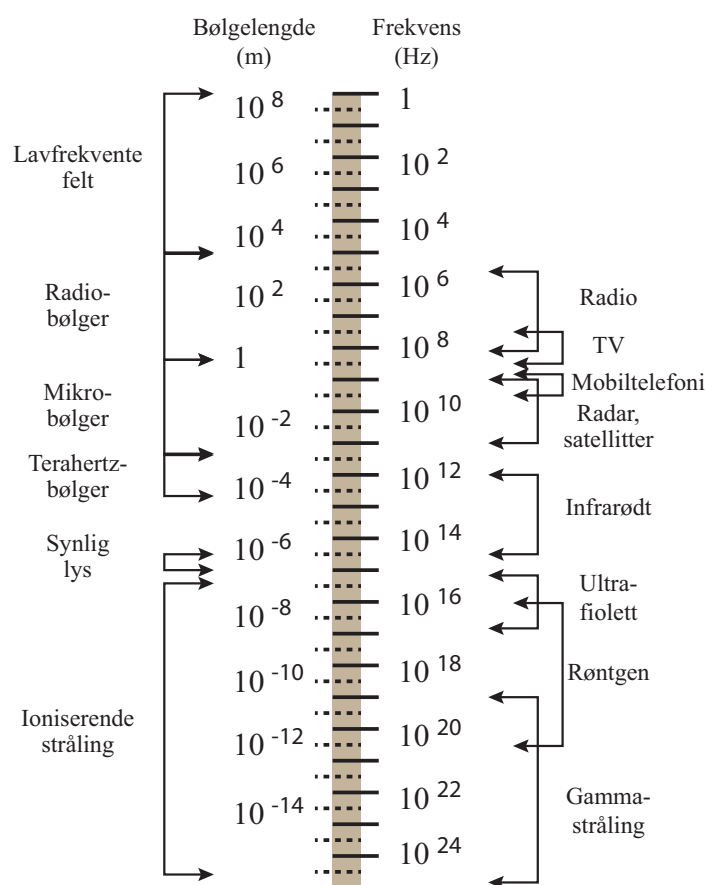 Bølgelengde
(m)
Frekvens
(Hz)
Lavfrekvente
felt
Radio-
bølger
Mikro-
bølger
Terahertz-
bølger
Synlig
lys
Ioniserende
stråling
10 8
10 6
10 4
10 2
1
10 -2
10 -4
10 -6
10 -8
10 -10
10 -12
10 -14
1
10 2
10 4
10 6
10 8
10 10
10 12
10 14
10 16
10 18
10 20
10 22
10 24
Radio
TV
Mobiltelefoni
Radar,
satellitter
Infrarødt
Ultra-
fiolett
Røntgen
Gamma-
stråling